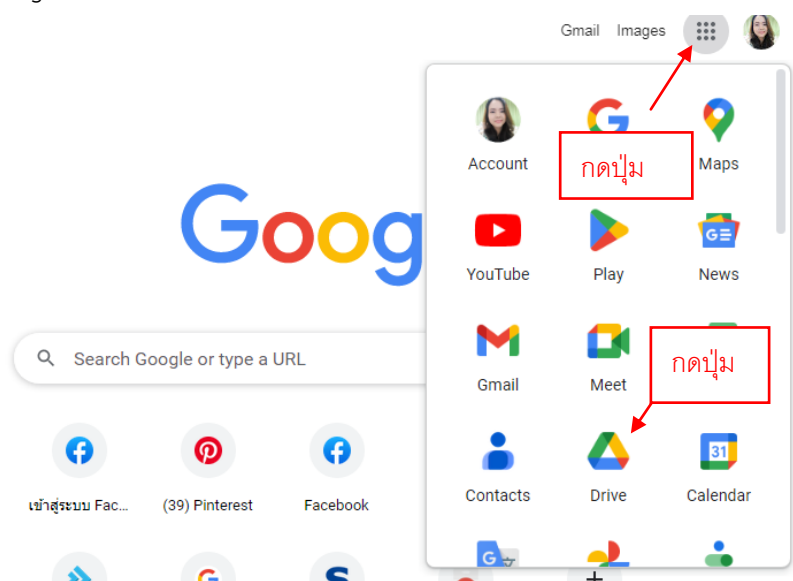 Gmail Images
Account
กดปุ่ม
Maps
Goog
YouTube Play News
กดปุ่ม
Search Google or type a URL
Gmail Meet
31
Contacts Drive Calendar
เข้าสู่ระบบ Fac... (39) Pinterest Facebook